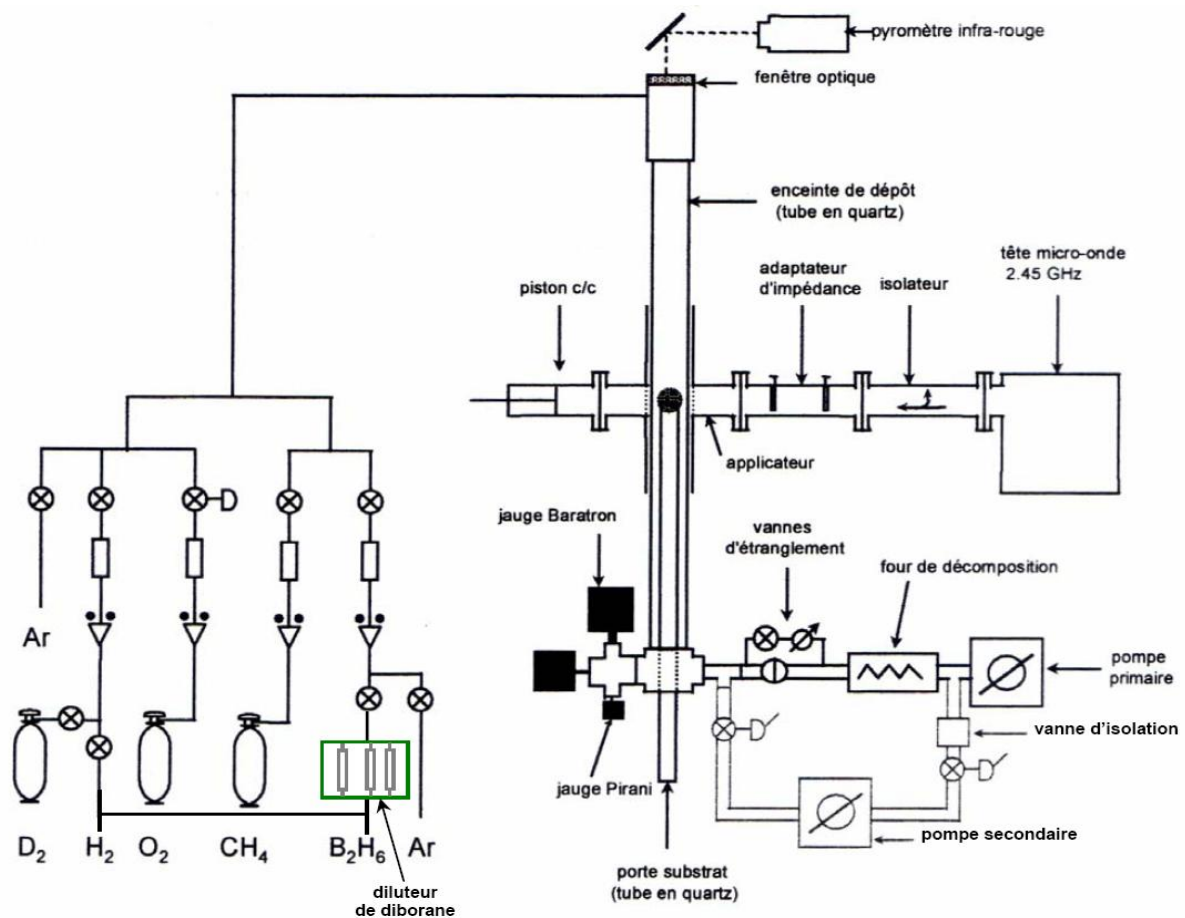 pyromètre infra-rouge
fenêtre optique
enceinte de dépôt
(tube en quartz)
tête micro-onde
2.45 GHz
adaptateur
d'impédance
isolateur
piston c/c
applicateur
jauge Baratron
vannes
d'étranglement
four de décomposition
Ar
pompe
primaire
vanne d'isolation
jauge Pirani
pompe secondaire
D2 H2 O2 CH4 B2H6 Ar
porte substrat
(tube en quartz)
diluteur
de diborane